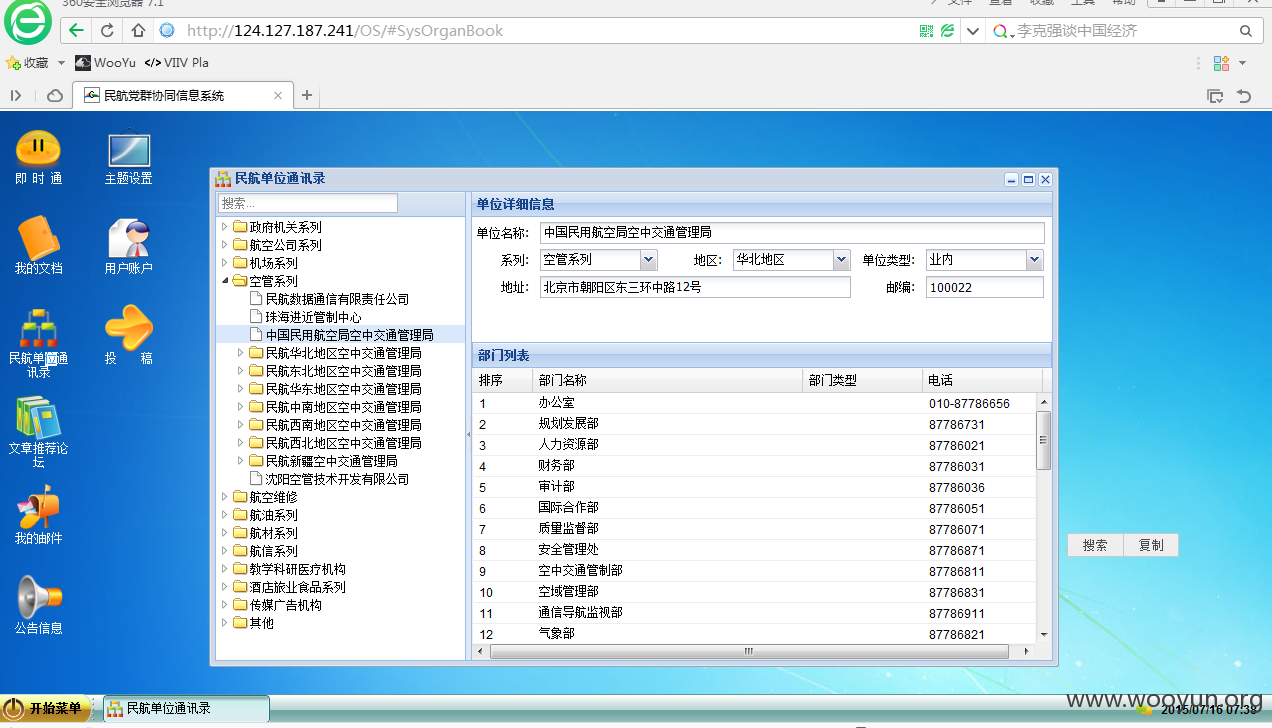 360安全浏览器 7.1
文件 查看 收藏 工具 帮助
http://124.127.187.241/OS/#SysOrganBook
李克强谈中国经济
收藏 WooYu </> VIIV Pla
民航党群协同信息系统
即 时 通
主题设置
我的文档
用户账户
民航单位通讯录
投 稿
文章推荐论坛
我的邮件
公告信息
民航单位通讯录
搜索...
政府机关系列
航空公司系列
机场系列
空管系列
民航数据通信有限责任公司
珠海进近管制中心
中国民用航空局空中交通管理局
民航华北地区空中交通管理局
民航东北地区空中交通管理局
民航华东地区空中交通管理局
民航中南地区空中交通管理局
民航西南地区空中交通管理局
民航西北地区空中交通管理局
民航新疆空中交通管理局
沈阳空管技术开发有限公司
航空维修
航油系列
航材系列
航信系列
教学科研医疗机构
酒店旅业食品系列
传媒广告机构
其他
单位详细信息
单位名称: 中国民用航空局空中交通管理局
系列: 空管系列 地区: 华北地区 单位类型: 业内
地址: 北京市朝阳区东三环中路12号 邮编: 100022
部门列表
排序 部门名称 部门类型 电话
1 办公室 010-87786656
2 规划发展部 87786731
3 人力资源部 87786021
4 财务部 87786031
5 审计部 87786036
6 国际合作部 87786051
7 质量监督部 87786071
8 安全管理处 87786871
9 空中交通管制部 87786811
10 空域管理部 87786831
11 通信导航监视部 87786911
12 气象部 87786821
搜索 复制
www.wooyun.org
开始菜单 民航单位通讯录 2015/07/16 07:38